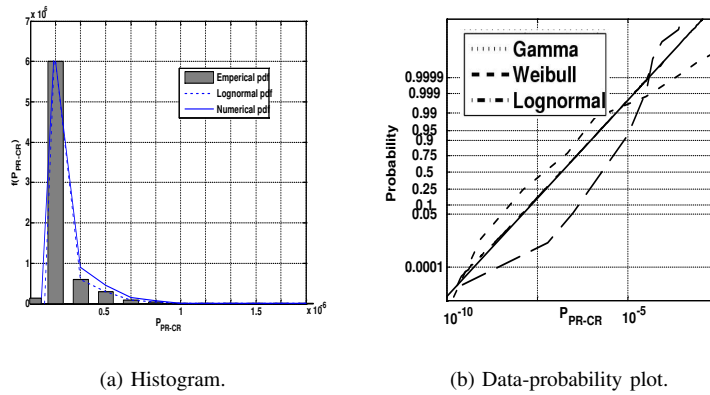 7 x 10^6
6
5
4
3
2
1
0
f(P_PR-CR)
0.5
1
1.5
x 10^-6
P_PR-CR
Emperical pdf
Lognormal pdf
Numerical pdf
(a) Histogram.
Gamma
Weibull
Lognormal
0.9999
0.999
0.99
0.95
0.9
0.75
0.5
0.25
0.1
0.05
0.0001
Probability
10^-10
P_PR-CR
10^-5
(b) Data-probability plot.